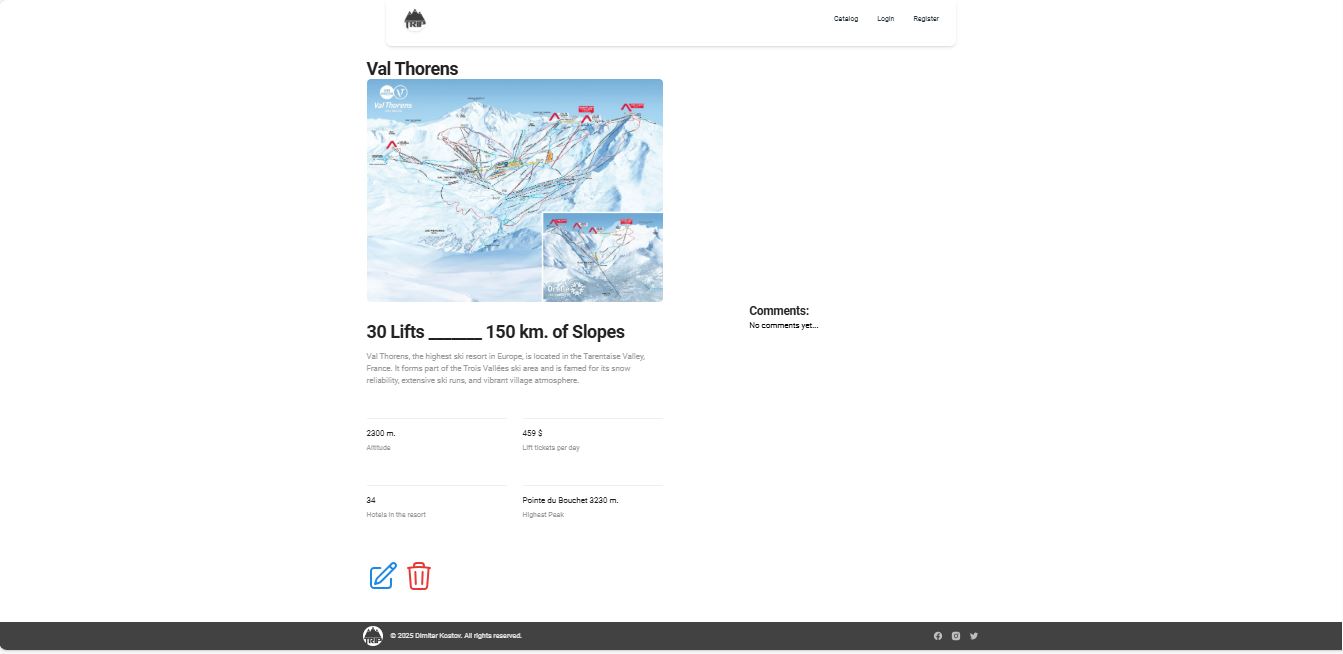 TRIP
Catalog Login Register
Val Thorens
Val Thorens
30 Lifts ______ 150 km. of Slopes
Val Thorens, the highest ski resort in Europe, is located in the Tarentaise Valley,
France. It forms part of the Trois Vallées ski area and is famed for its snow
reliability, extensive ski runs, and vibrant village atmosphere.
2300 m.
Altitude
459 $
Lift tickets per day
34
Hotels in the resort
Pointe du Bouchet 3230 m.
Highest Peak
Comments:
No comments yet...
TRIP
© 2025 Dimiter Kostov. All rights reserved.